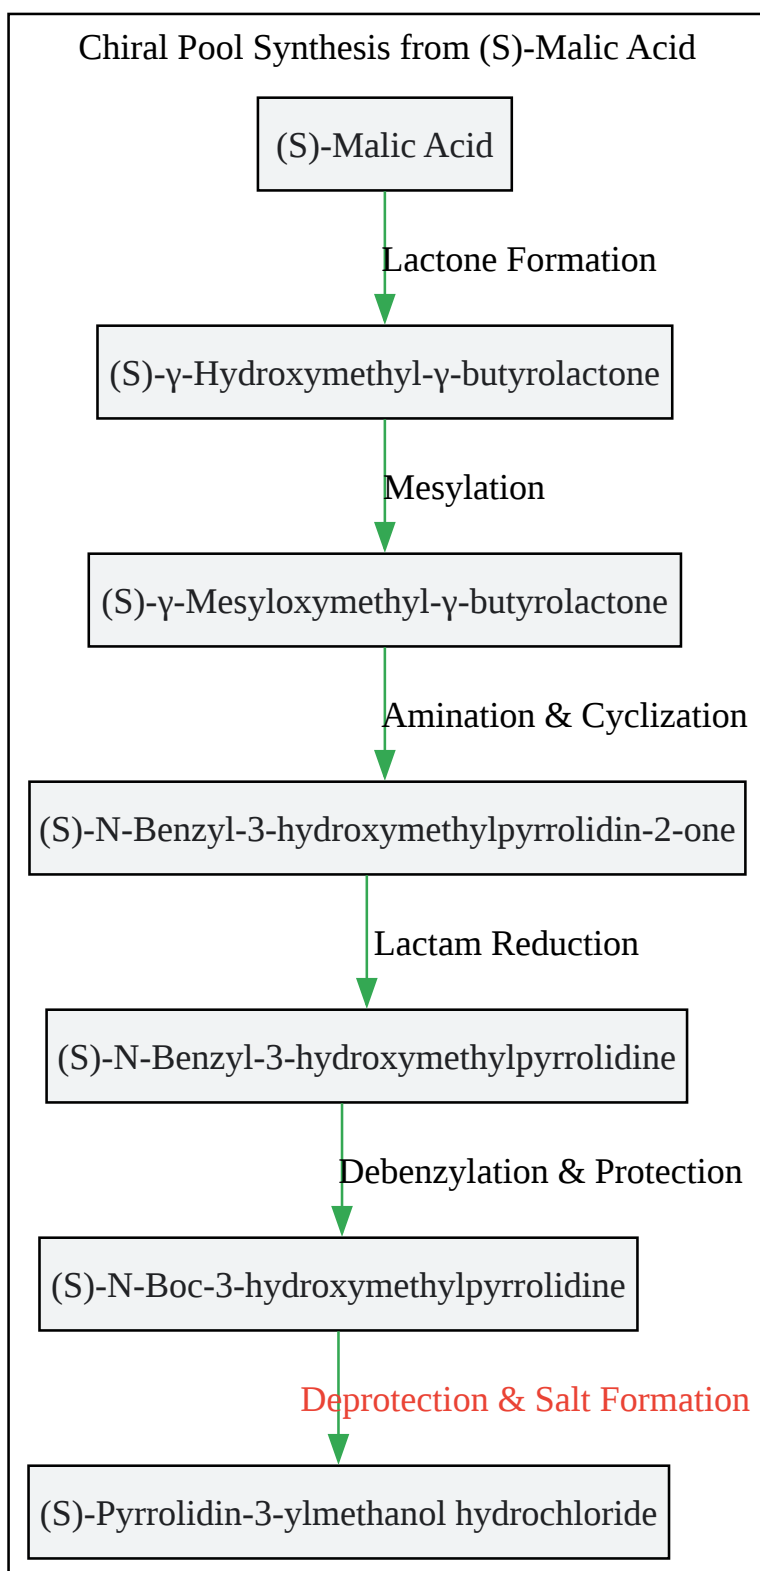 Chiral Pool Synthesis from (S)-Malic Acid
(S)-Malic Acid
Lactone Formation
(S)-γ-Hydroxymethyl-γ-butyrolactone
Mesylation
(S)-γ-Mesyloxymethyl-γ-butyrolactone
Amination & Cyclization
(S)-N-Benzyl-3-hydroxymethylpyrrolidin-2-one
Lactam Reduction
(S)-N-Benzyl-3-hydroxymethylpyrrolidine
Debenzylation & Protection
(S)-N-Boc-3-hydroxymethylpyrrolidine
Deprotection & Salt Formation
(S)-Pyrrolidin-3-ylmethanol hydrochloride